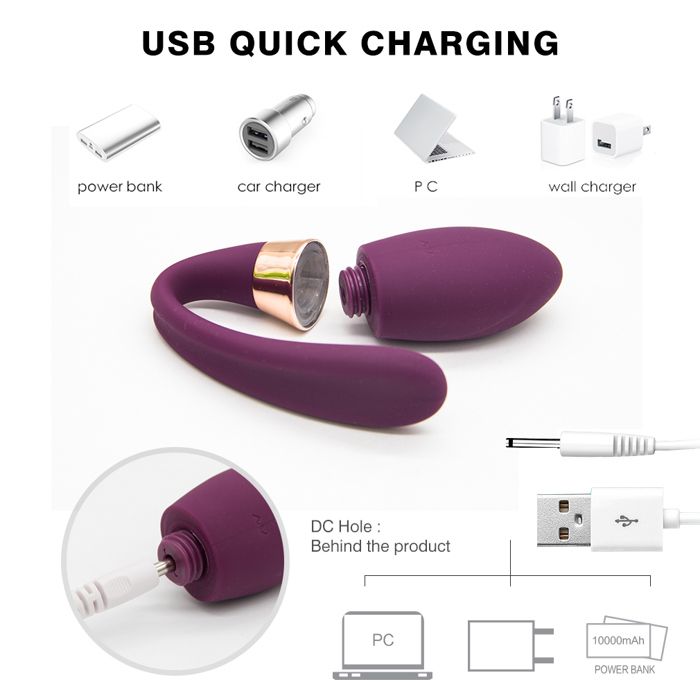 USB QUICK CHARGING
power bank
car charger
P C
wall charger
DC Hole :
Behind the product
PC
10000mAh
POWER BANK